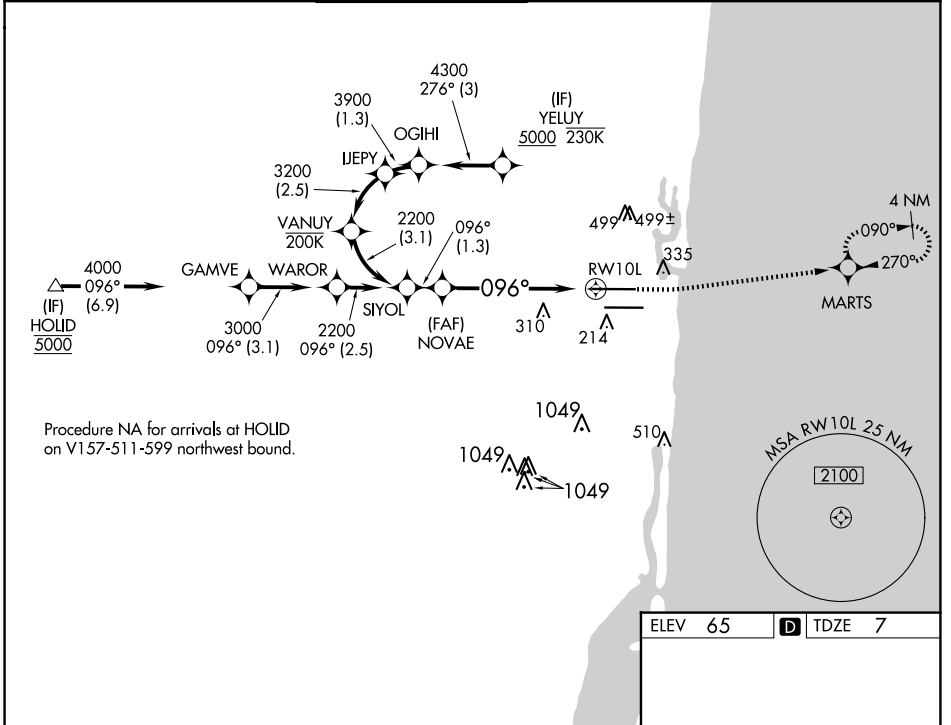 4300
276° (3)
(IF)
YELUY
5000 230K
3900
(1.3)
OGIHI
IJEPY
3200
(2.5)
VANUY
200K
2200
(3.1)
096°
(1.3)
4 NM
090°
270°
MARTS
499
499±
335
RW10L
4000
096°
(6.9)
(IF)
HOLID
5000
GAMVE
WAROR
SIYOL
(FAF)
NOVAE
096°
3000
096° (3.1)
2200
096° (2.5)
310
214
Procedure NA for arrivals at HOLID
on V157-511-599 northwest bound.
1049
510
1049
1049
MSA RW10L 25 NM
2100
ELEV 65 D TDZE 7